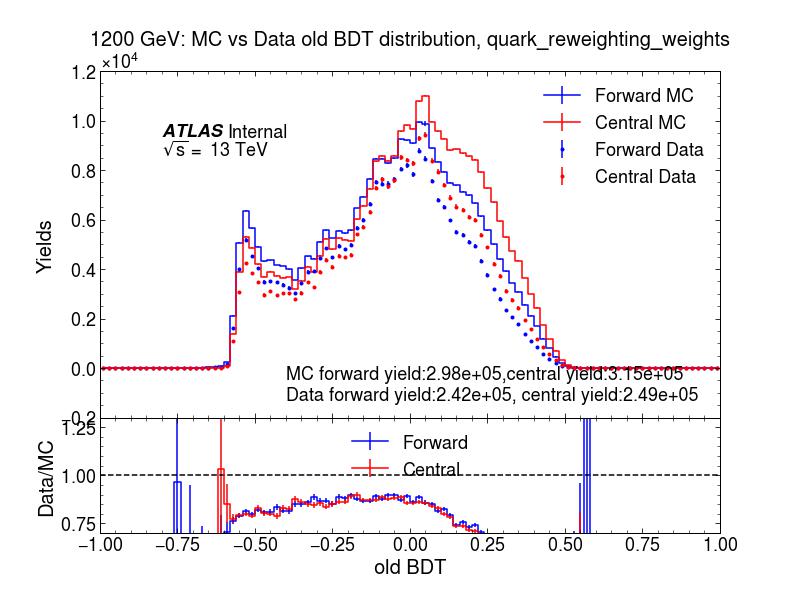 1200 GeV: MC vs Data old BDT distribution, quark_reweighting_weights
×10⁴
1.2
1.0
0.8
0.6
0.4
0.2
0.0
0.2
Yields
ATLAS Internal
√s = 13 TeV
Forward MC
Central MC
Forward Data
Central Data
MC forward yield:2.98e+05,central yield:3.15e+05
Data forward yield:2.42e+05, central yield:2.49e+05
1.25
1.00
0.75
Data/MC
Forward
Central
−1.00 −0.75 −0.50 −0.25 0.00 0.25 0.50 0.75 1.00
old BDT